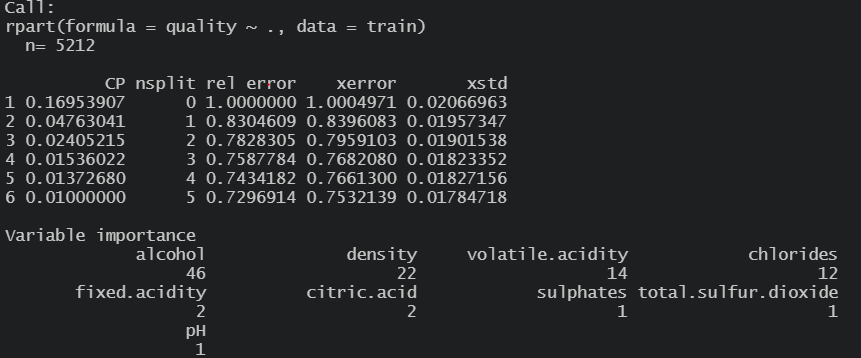 Call:
rpart(formula = quality ~ ., data = train)
  n= 5212

          CP nsplit rel error    xerror       xstd
1 0.16953907      0 1.0000000 1.0004971 0.02066963
2 0.04763041      1 0.8304609 0.8396083 0.01957347
3 0.02405215      2 0.7828305 0.7959103 0.01901538
4 0.01536022      3 0.7587784 0.7682080 0.01823352
5 0.01372680      4 0.7434182 0.7661300 0.01827156
6 0.01000000      5 0.7296914 0.7532139 0.01784718

Variable importance
             alcohol              density     volatile.acidity            chlorides
                  46                   22                   14                   12
       fixed.acidity          citric.acid            sulphates total.sulfur.dioxide
                   2                    2                    1                    1
                  pH
                   1